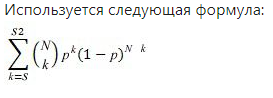 Используется следующая формула:
S2
∑ (N k) p^k (1 − p)^{N k}
k=S